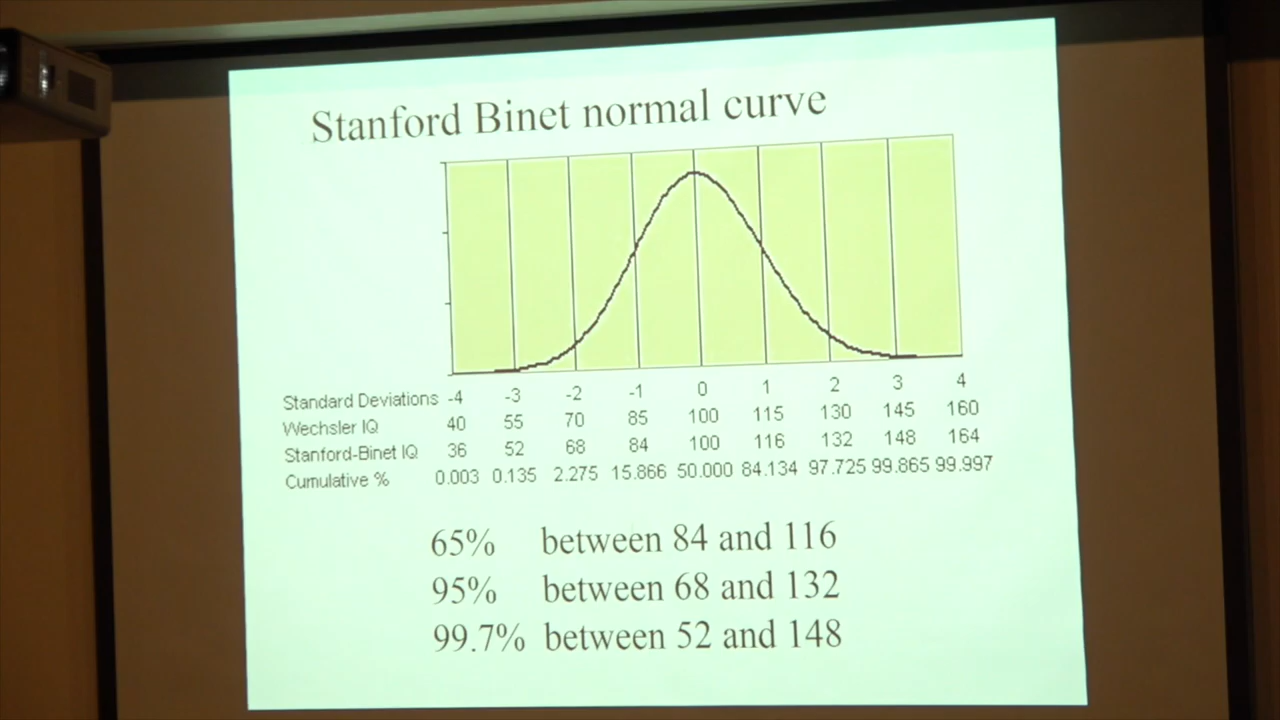 Stanford Binet normal curve
Standard Deviations -4 -3 -2 -1 0 1 2 3 4
Wechsler IQ 40 55 70 85 100 115 130 145 160
Stanford-Binet IQ 36 52 68 84 100 116 132 148 164
Cumulative % 0.003 0.135 2.275 15.866 50.000 84.134 97.725 99.865 99.997
65% between 84 and 116
95% between 68 and 132
99.7% between 52 and 148